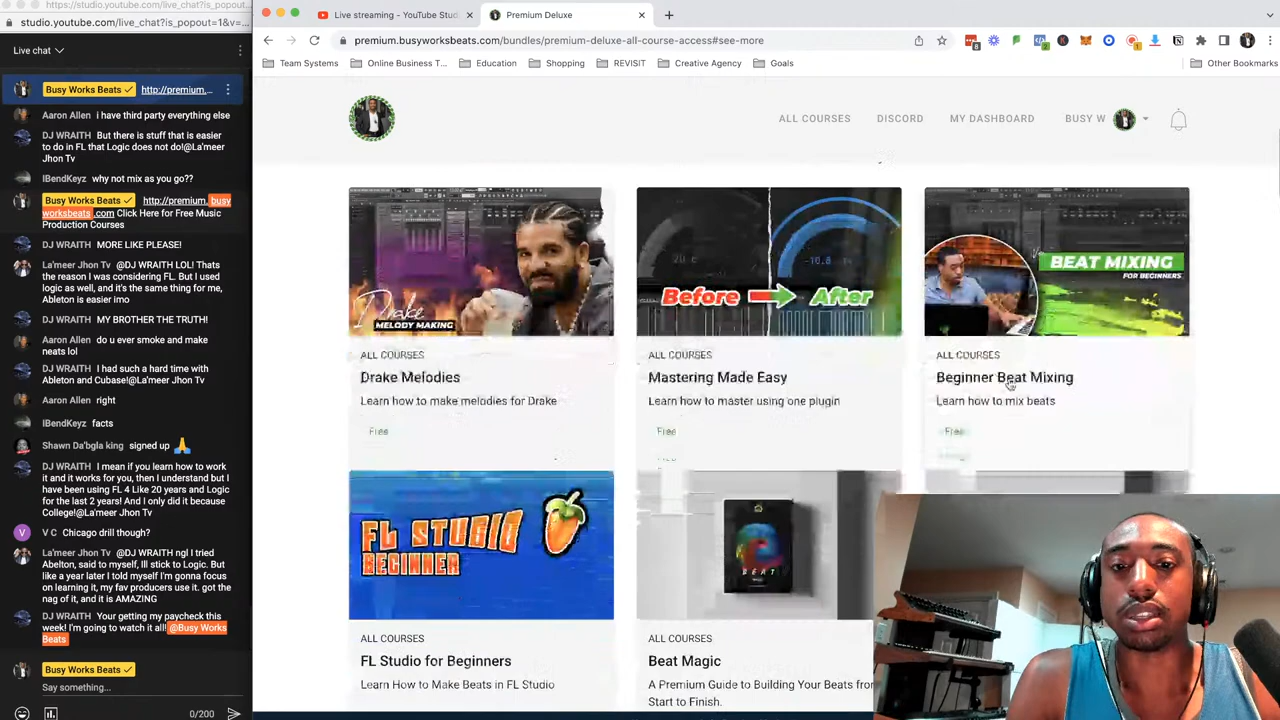 https://studio.youtube.com/live_chat?is_popout=1&v=...
studio.youtube.com/live_chat?is_popout=1&v=...
Live chat
Busy Works Beats http://premium....
Aaron Allen i have third party everything else
DJ WRAITH But there is stuff that is easier
to do in FL that Logic does not do!@La'meer
Jhon Tv
IBendKeyz why not mix as you go??
Busy Works Beats http://premium.busy
worksbeats.com Click Here for Free Music
Production Courses
DJ WRAITH MORE LIKE PLEASE!
La'meer Jhon Tv @DJ WRAITH LOL! Thats
the reason I was considering FL. But I used
logic as well, and it's the same thing for me,
Ableton is easier imo
DJ WRAITH MY BROTHER THE TRUTH!
Aaron Allen do u ever smoke and make
neats lol
DJ WRAITH I had such a hard time with
Ableton and Cubase!@La'meer Jhon Tv
Aaron Allen right
IBendKeyz facts
Shawn Da'bgla king signed up
DJ WRAITH I mean if you learn how to work
it and it works for you, then I understand but I
have been using FL 4 Like 20 years and Logic
for the last 2 years! And I only did it because
College!@La'meer Jhon Tv
V
V C Chicago drill though?
La'meer Jhon Tv @DJ WRAITH ngl I tried
Abelton, said to myself, Ill stick to Logic. But
like a year later I told myself I'm gonna focus
on learning it, my fav producers use it. got the
nag of it, and it is AMAZING
DJ WRAITH Your getting my paycheck this
week! I'm going to watch it all!@Busy Works
Beats
Busy Works Beats
Say something...
0/200
Live streaming - YouTube Stud
Premium Deluxe
premium.busyworksbeats.com/bundles/premium-deluxe-all-course-access#see-more
Team Systems
Online Business T...
Education
Shopping
REVISIT
Creative Agency
Goals
Other Bookmarks
ALL COURSES
DISCORD
MY DASHBOARD
BUSY W
Drake
MELODY MAKING
Before After
BEAT MIXING
FOR BEGINNERS
ALL COURSES
Drake Melodies
Learn how to make melodies for Drake
Free
ALL COURSES
Mastering Made Easy
Learn how to master using one plugin
Free
ALL COURSES
Beginner Beat Mixing
Learn how to mix beats
Free
FL STUDIO
BEGINNER
BEAT
ALL COURSES
FL Studio for Beginners
Learn How to Make Beats in FL Studio
ALL COURSES
Beat Magic
A Premium Guide to Building Your Beats from
Start to Finish.